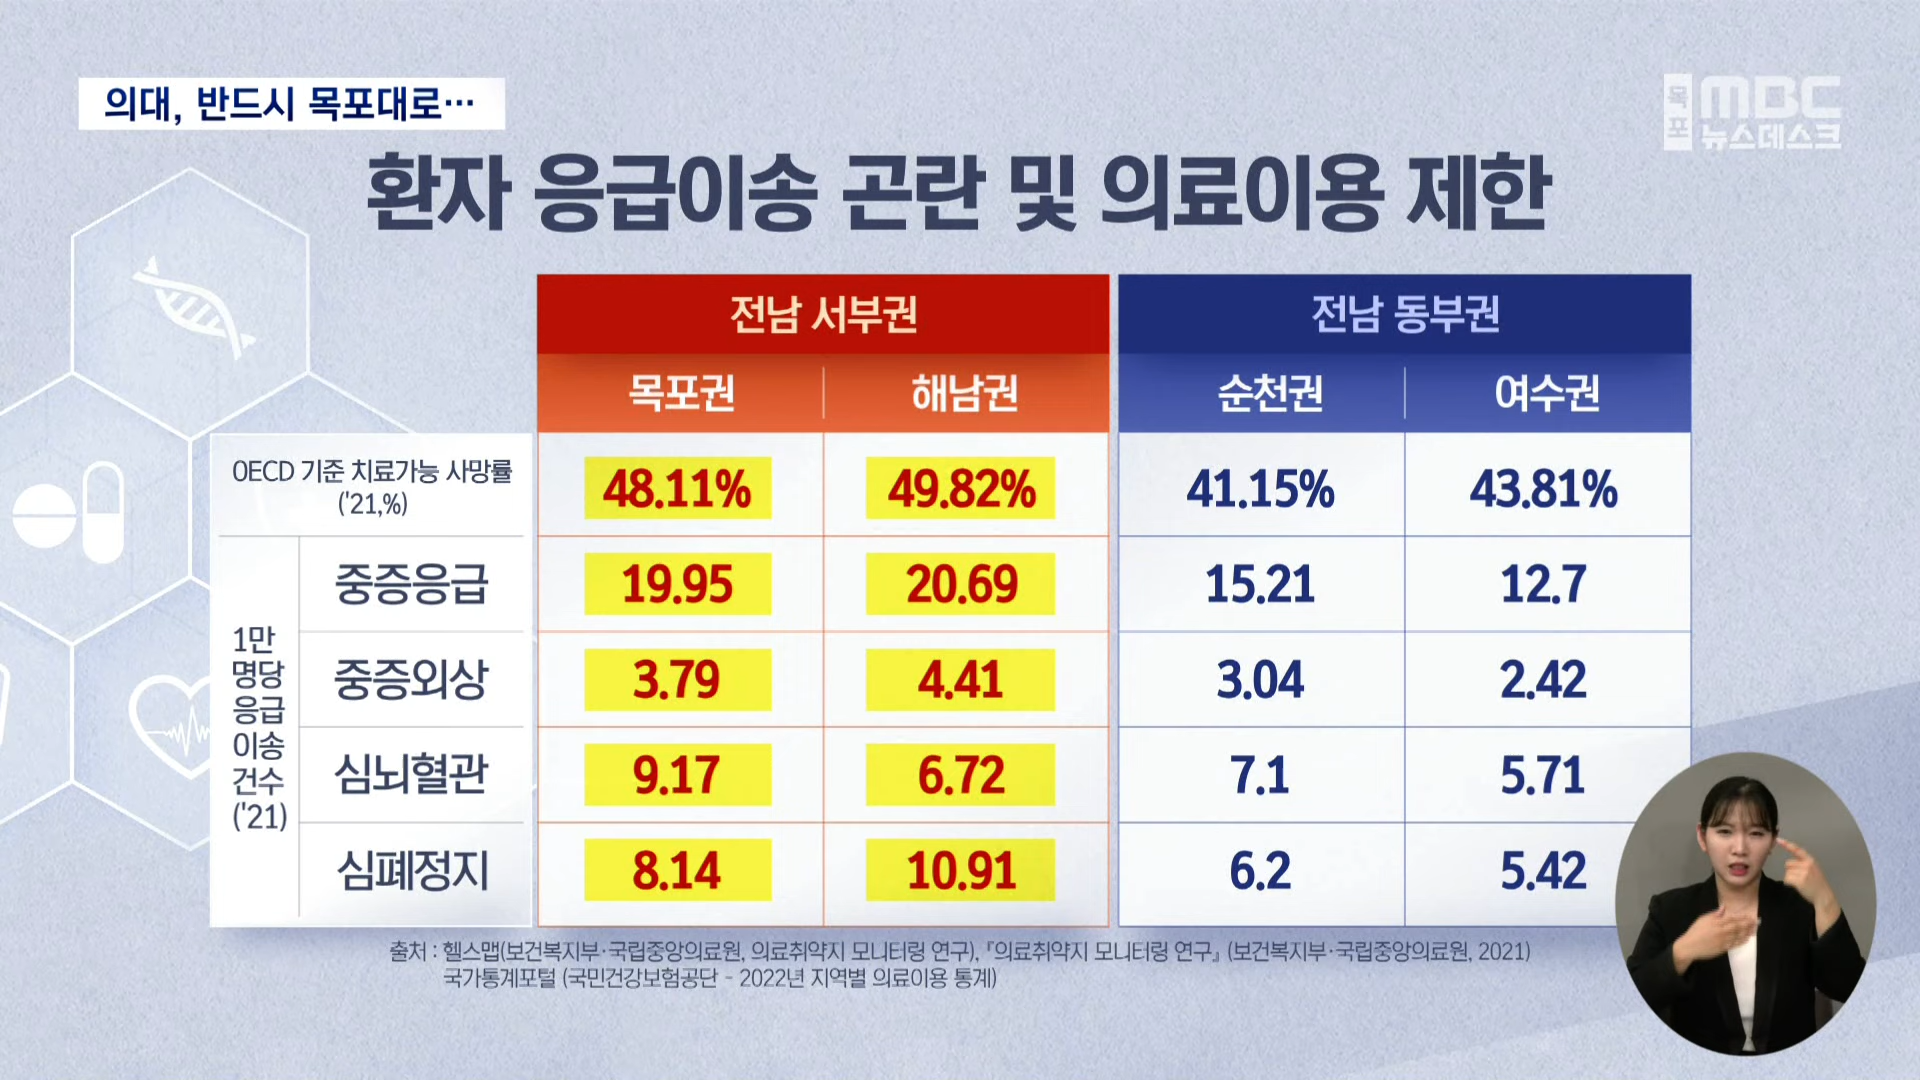 의대, 반드시 목포대로…
목포
MBC
뉴스데스크
환자 응급이송 곤란 및 의료이용 제한
전남 서부권
전남 동부권
목포권
해남권
순천권
여수권
OECD 기준 치료가능 사망률
('21,%)
48.11%
49.82%
41.15%
43.81%
1만
명당
응급
이송
건수
('21)
중증응급
19.95
20.69
15.21
12.7
중증외상
3.79
4.41
3.04
2.42
심뇌혈관
9.17
6.72
7.1
5.71
심폐정지
8.14
10.91
6.2
5.42
출처 : 헬스맵(보건복지부·국립중앙의료원, 의료취약지 모니터링 연구), 『의료취약지 모니터링 연구』 (보건복지부·국립중앙의료원, 2021)
국가통계포털 (국민건강보험공단 - 2022년 지역별 의료이용 통계)